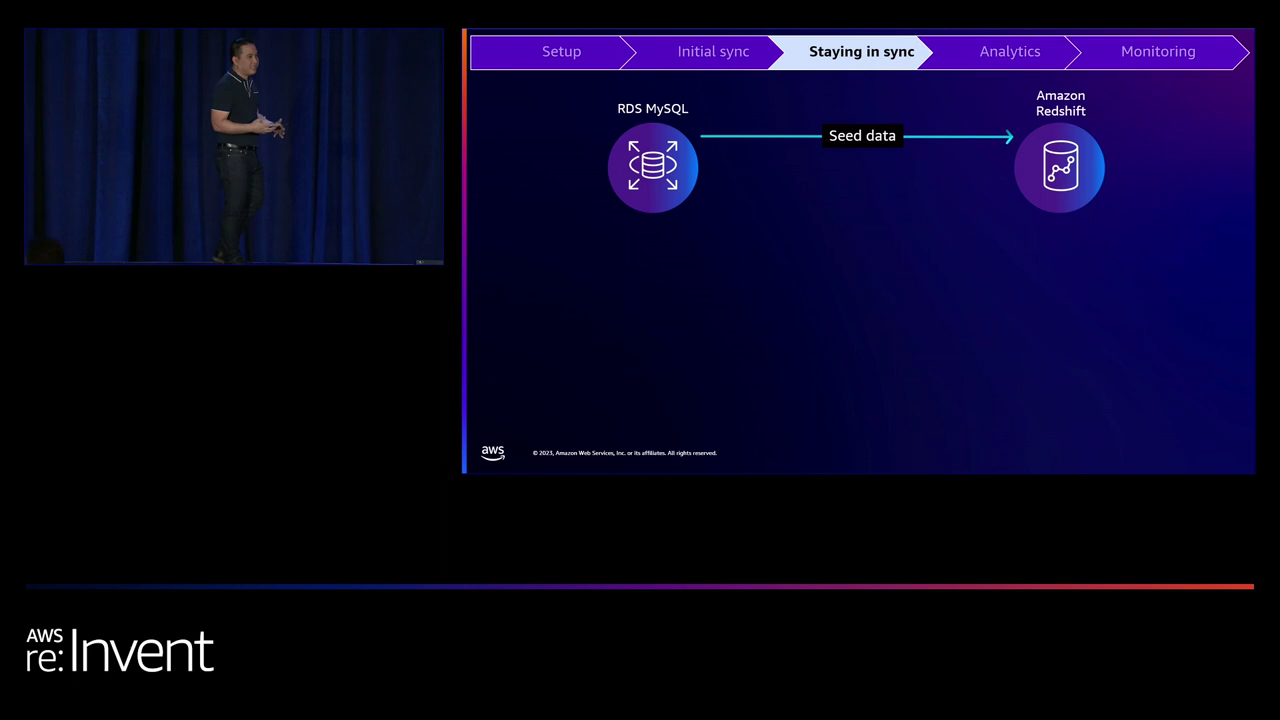 Setup
Initial sync
Staying in sync
Analytics
Monitoring
RDS MySQL
Amazon
Redshift
Seed data
aws
© 2023, Amazon Web Services, Inc. or its affiliates. All rights reserved.
AWS
re:Invent